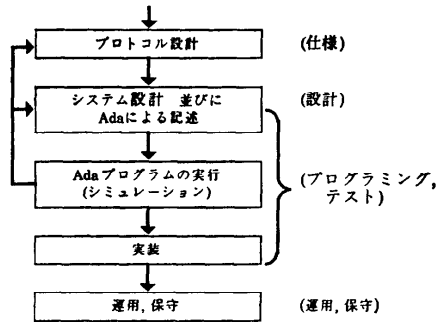 プロトコル設計
(仕様)
システム設計 並びに
Adaによる記述
(設計)
Adaプログラムの実行
(シミュレーション)
(プログラミング,
テスト)
実装
運用,保守
(運用,保守)